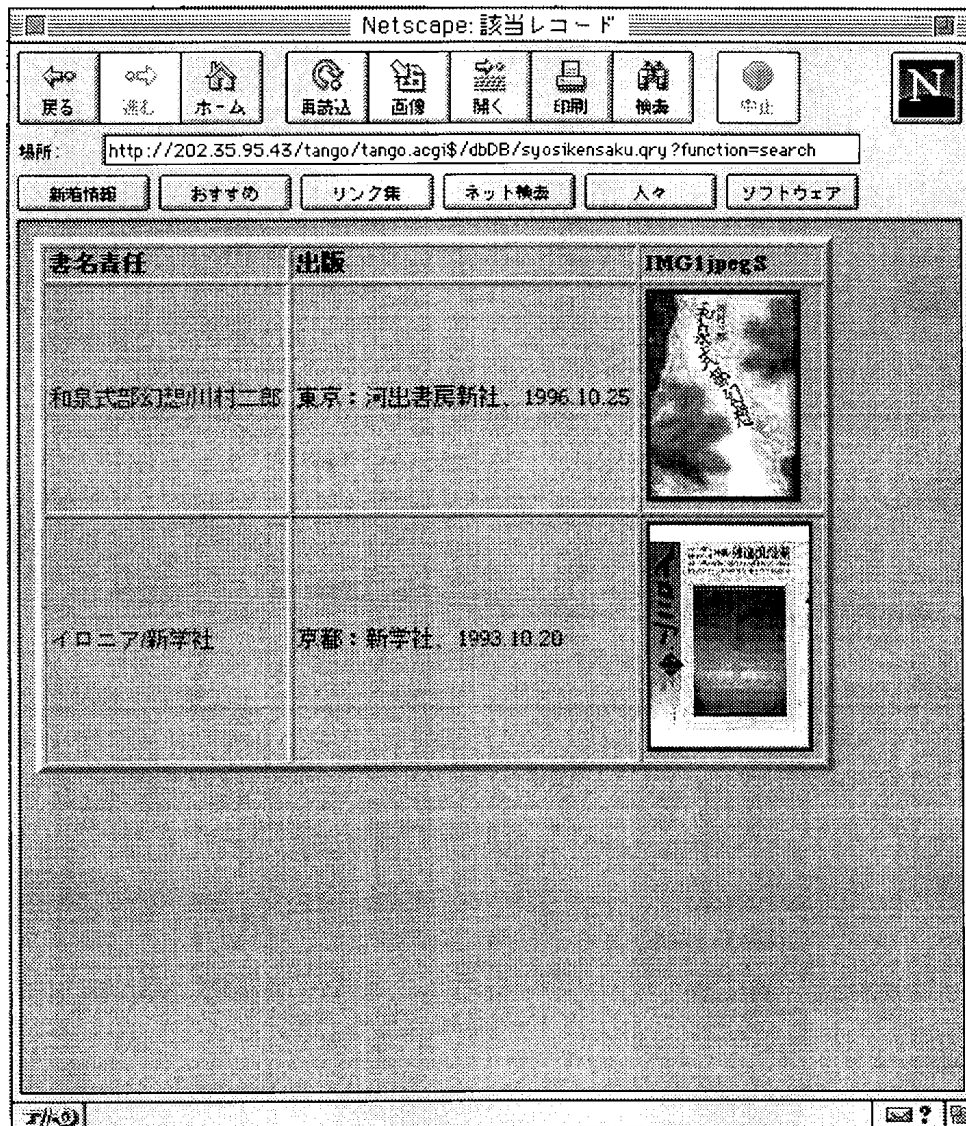 Netscape: 該当レコード
戻る 進む ホーム 再読込 画像 開く 印刷 検索 中止
N
場所: http://202.35.95.43/tango/tango.acgi$/dbDB/syosikensaku.qry?function=search
新着情報 おすすめ リンク集 ネット検索 人々 ソフトウェア
書名責任 出版 IMG1jpegS
和泉式部幻想/川村二郎 東京：河出書房新社、1996.10.25
イロニア/新学社 京都：新学社、1993.10.20
?